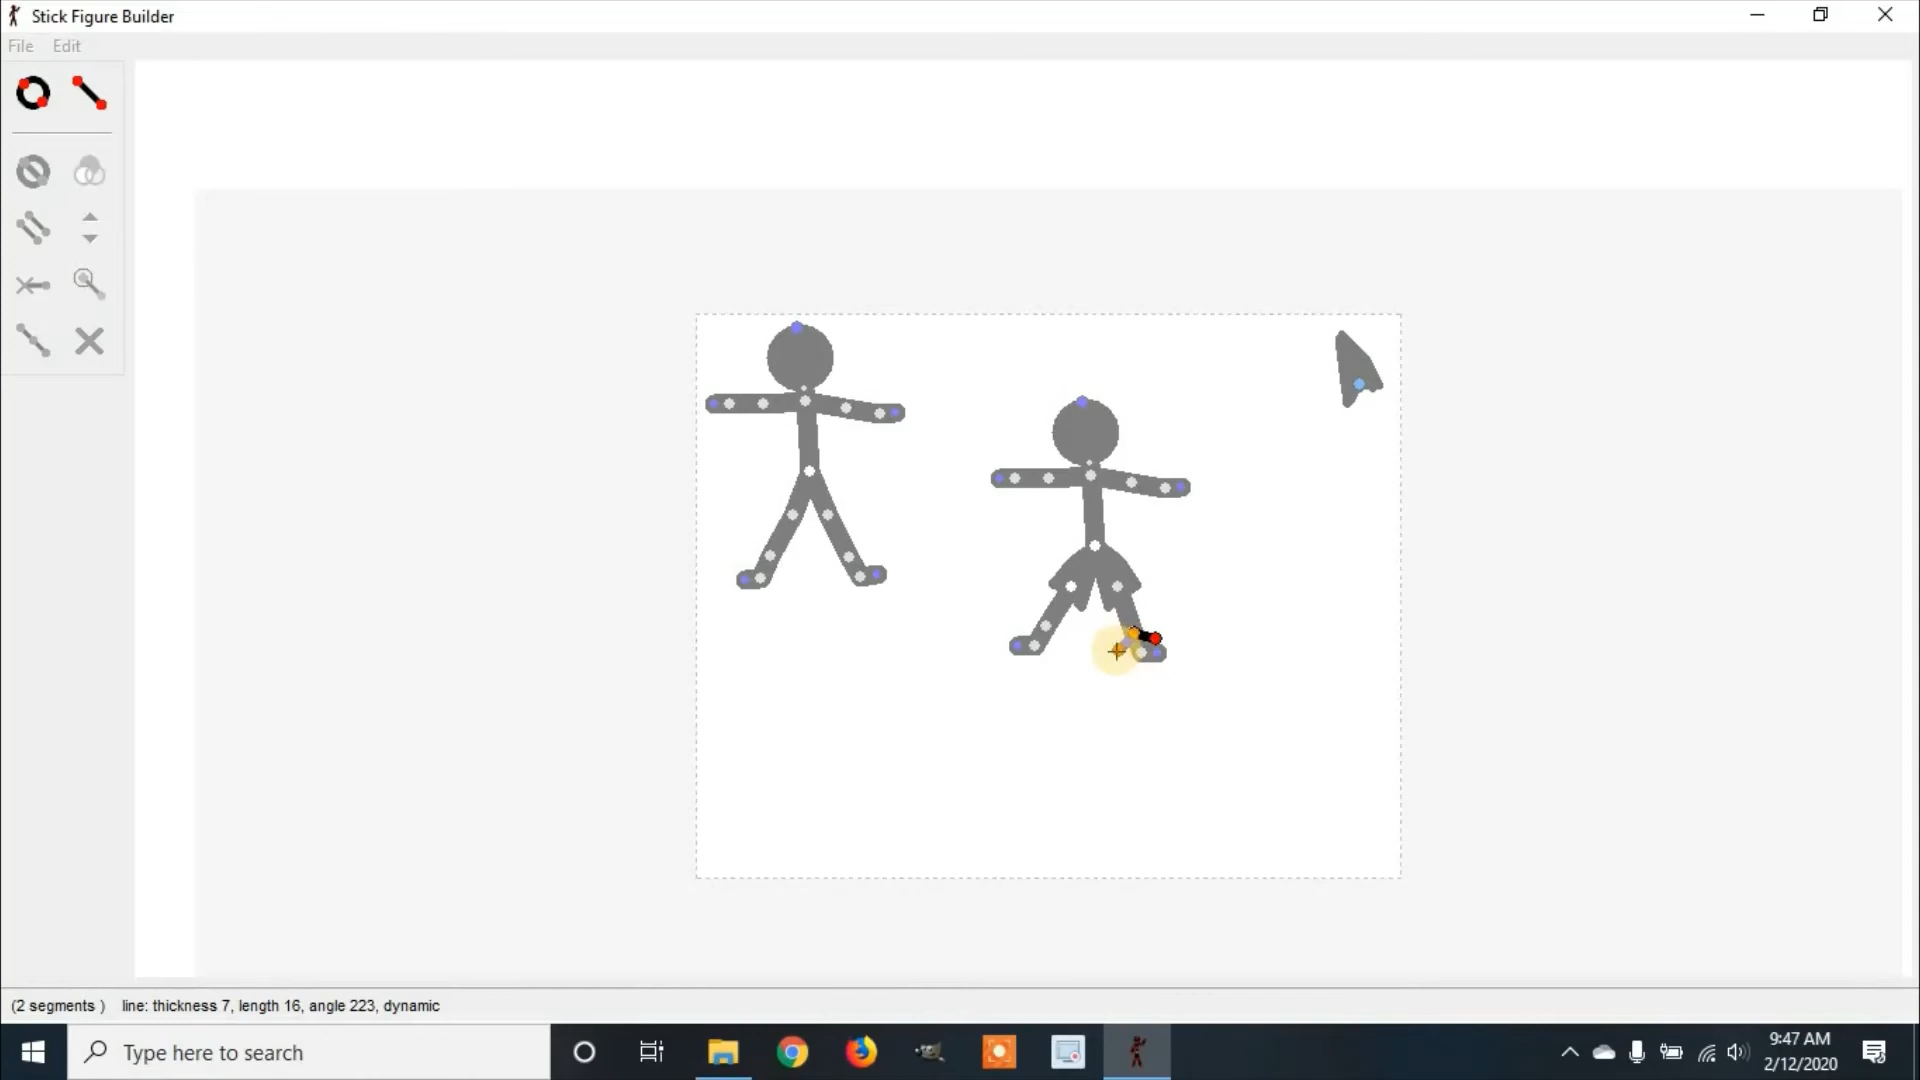 Stick Figure Builder
File Edit
(2 segments ) line: thickness 7, length 16, angle 223, dynamic
Type here to search
9:47 AM
2/12/2020